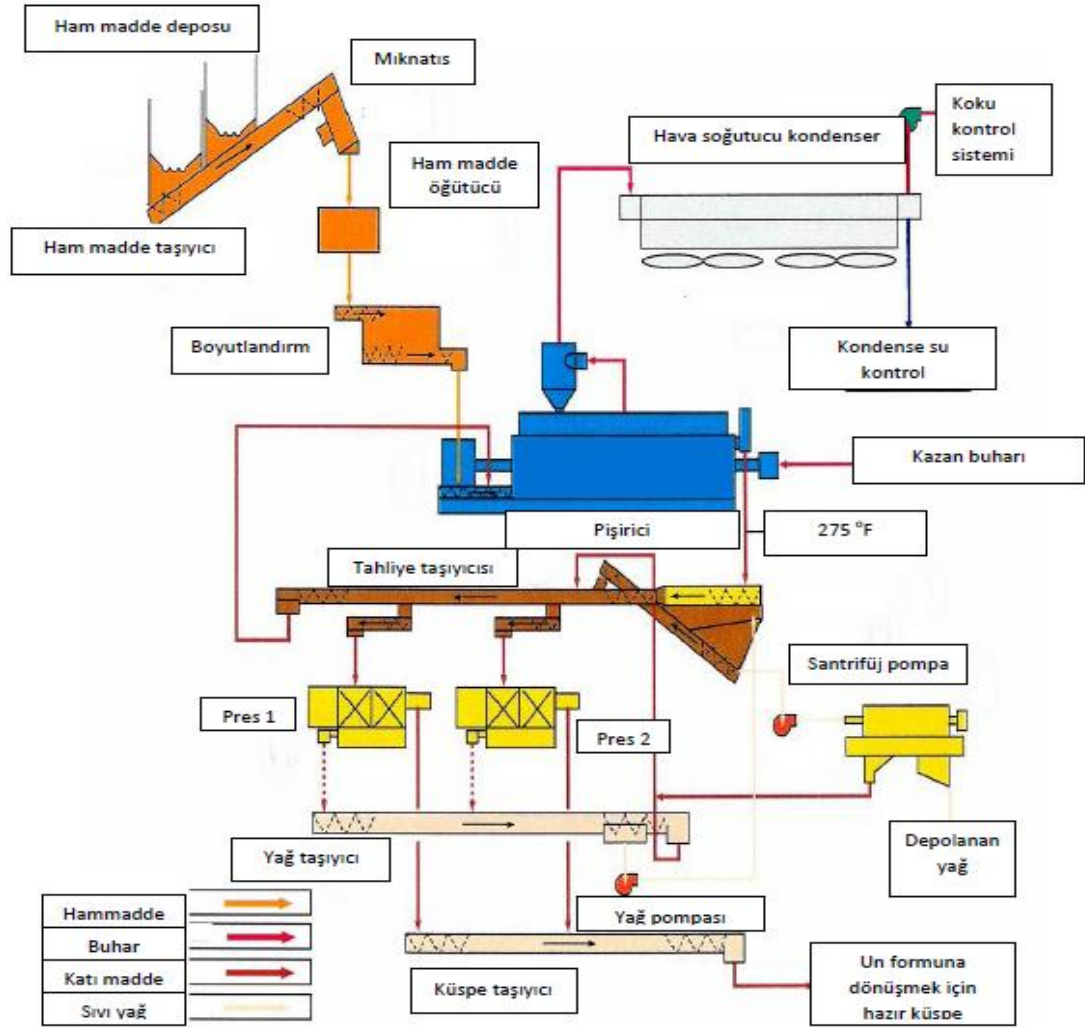 Ham madde deposu
Mıknatıs
Koku
kontrol
sistemi
Hava soğutucu kondenser
Ham madde
öğütücü
Ham madde taşıyıcı
Boyutlandırm
Kondense su
kontrol
Kazan buharı
Pişirici
275 °F
Tahliye taşıyıcısı
Santrifüj pompa
Pres 1
Pres 2
Yağ taşıyıcı
Depolanan
yağ
Yağ pompası
Hammadde
Buhar
Katı madde
Sıvı yağ
Küspe taşıyıcı
Un formuna
dönüşmek için
hazır küspe